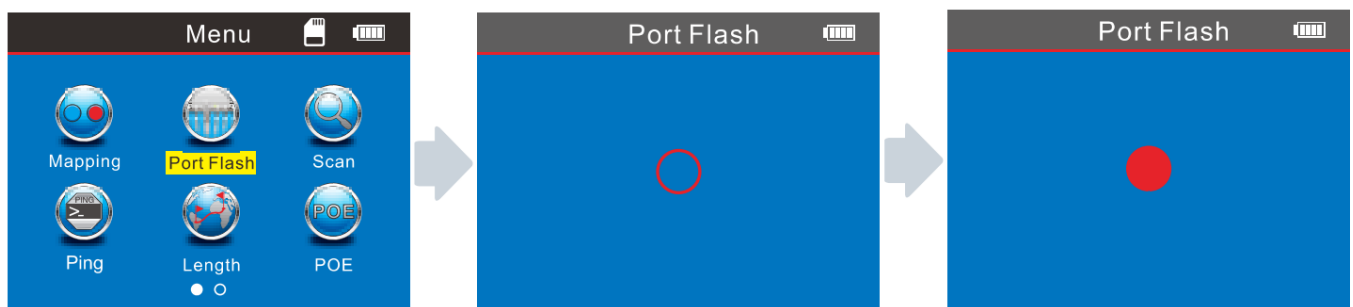 Menu
Port Flash
Port Flash
Mapping
Port Flash
Scan
PING
>_
POE
Ping
Length
POE